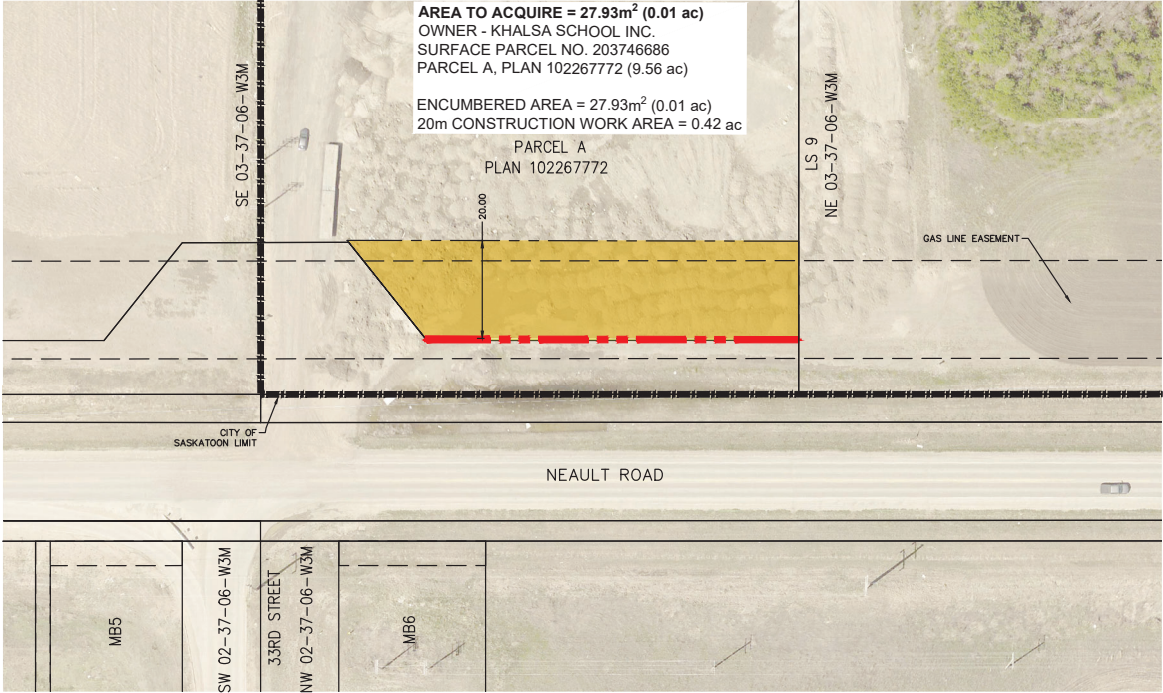 AREA TO ACQUIRE = 27.93m² (0.01 ac)
OWNER - KHALSA SCHOOL INC.
SURFACE PARCEL NO. 203746686
PARCEL A, PLAN 102267772 (9.56 ac)
ENCUMBERED AREA = 27.93m² (0.01 ac)
20m CONSTRUCTION WORK AREA = 0.42 ac
PARCEL A
PLAN 102267772
SE 03-37-06-W3M
LS 9
NE 03-37-06-W3M
20.00
GAS LINE EASEMENT
CITY OF
SASKATOON LIMIT
NEAULT ROAD
MB5
SW 02-37-06-W3M
33RD STREET
NW 02-37-06-W3M
MB6